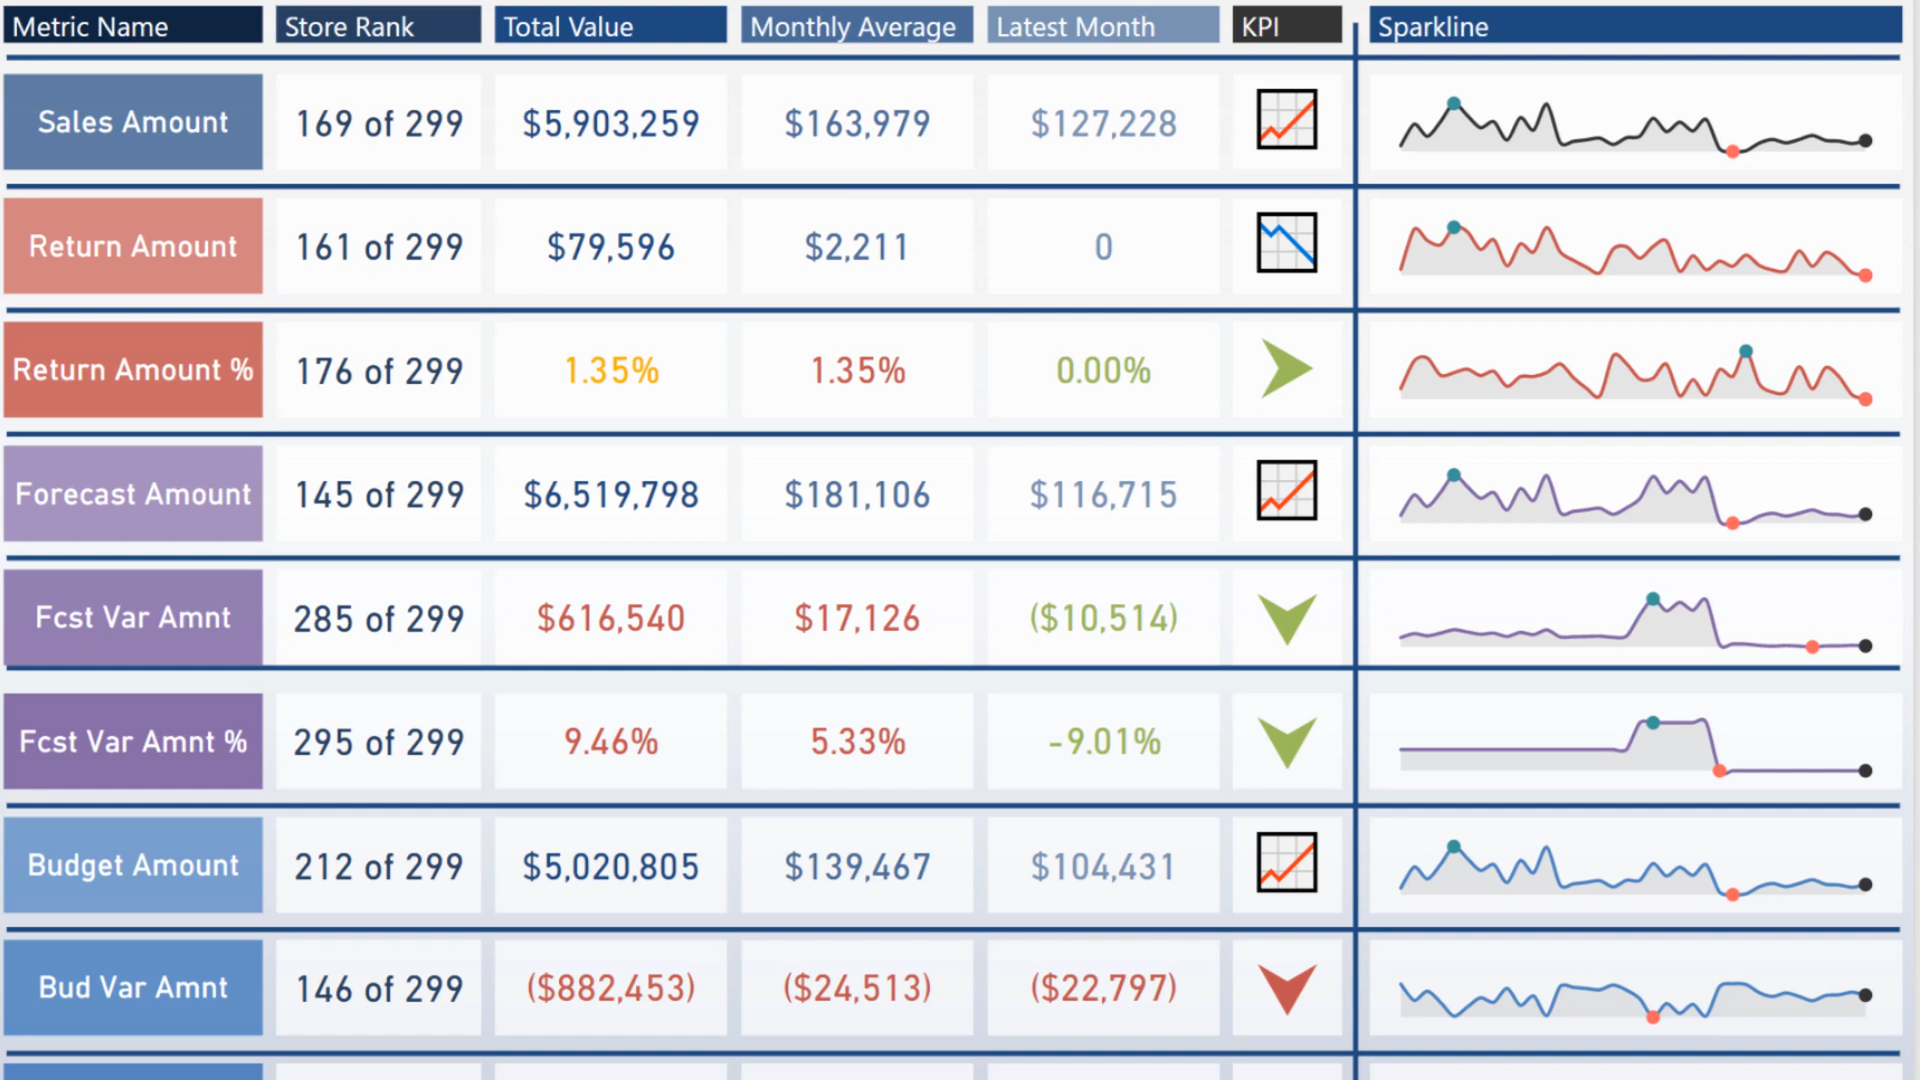 Metric Name Store Rank Total Value Monthly Average Latest Month KPI Sparkline
Sales Amount 169 of 299 $5,903,259 $163,979 $127,228
Return Amount 161 of 299 $79,596 $2,211 0
Return Amount % 176 of 299 1.35% 1.35% 0.00%
Forecast Amount 145 of 299 $6,519,798 $181,106 $116,715
Fcst Var Amnt 285 of 299 $616,540 $17,126 ($10,514)
Fcst Var Amnt % 295 of 299 9.46% 5.33% -9.01%
Budget Amount 212 of 299 $5,020,805 $139,467 $104,431
Bud Var Amnt 146 of 299 ($882,453) ($24,513) ($22,797)